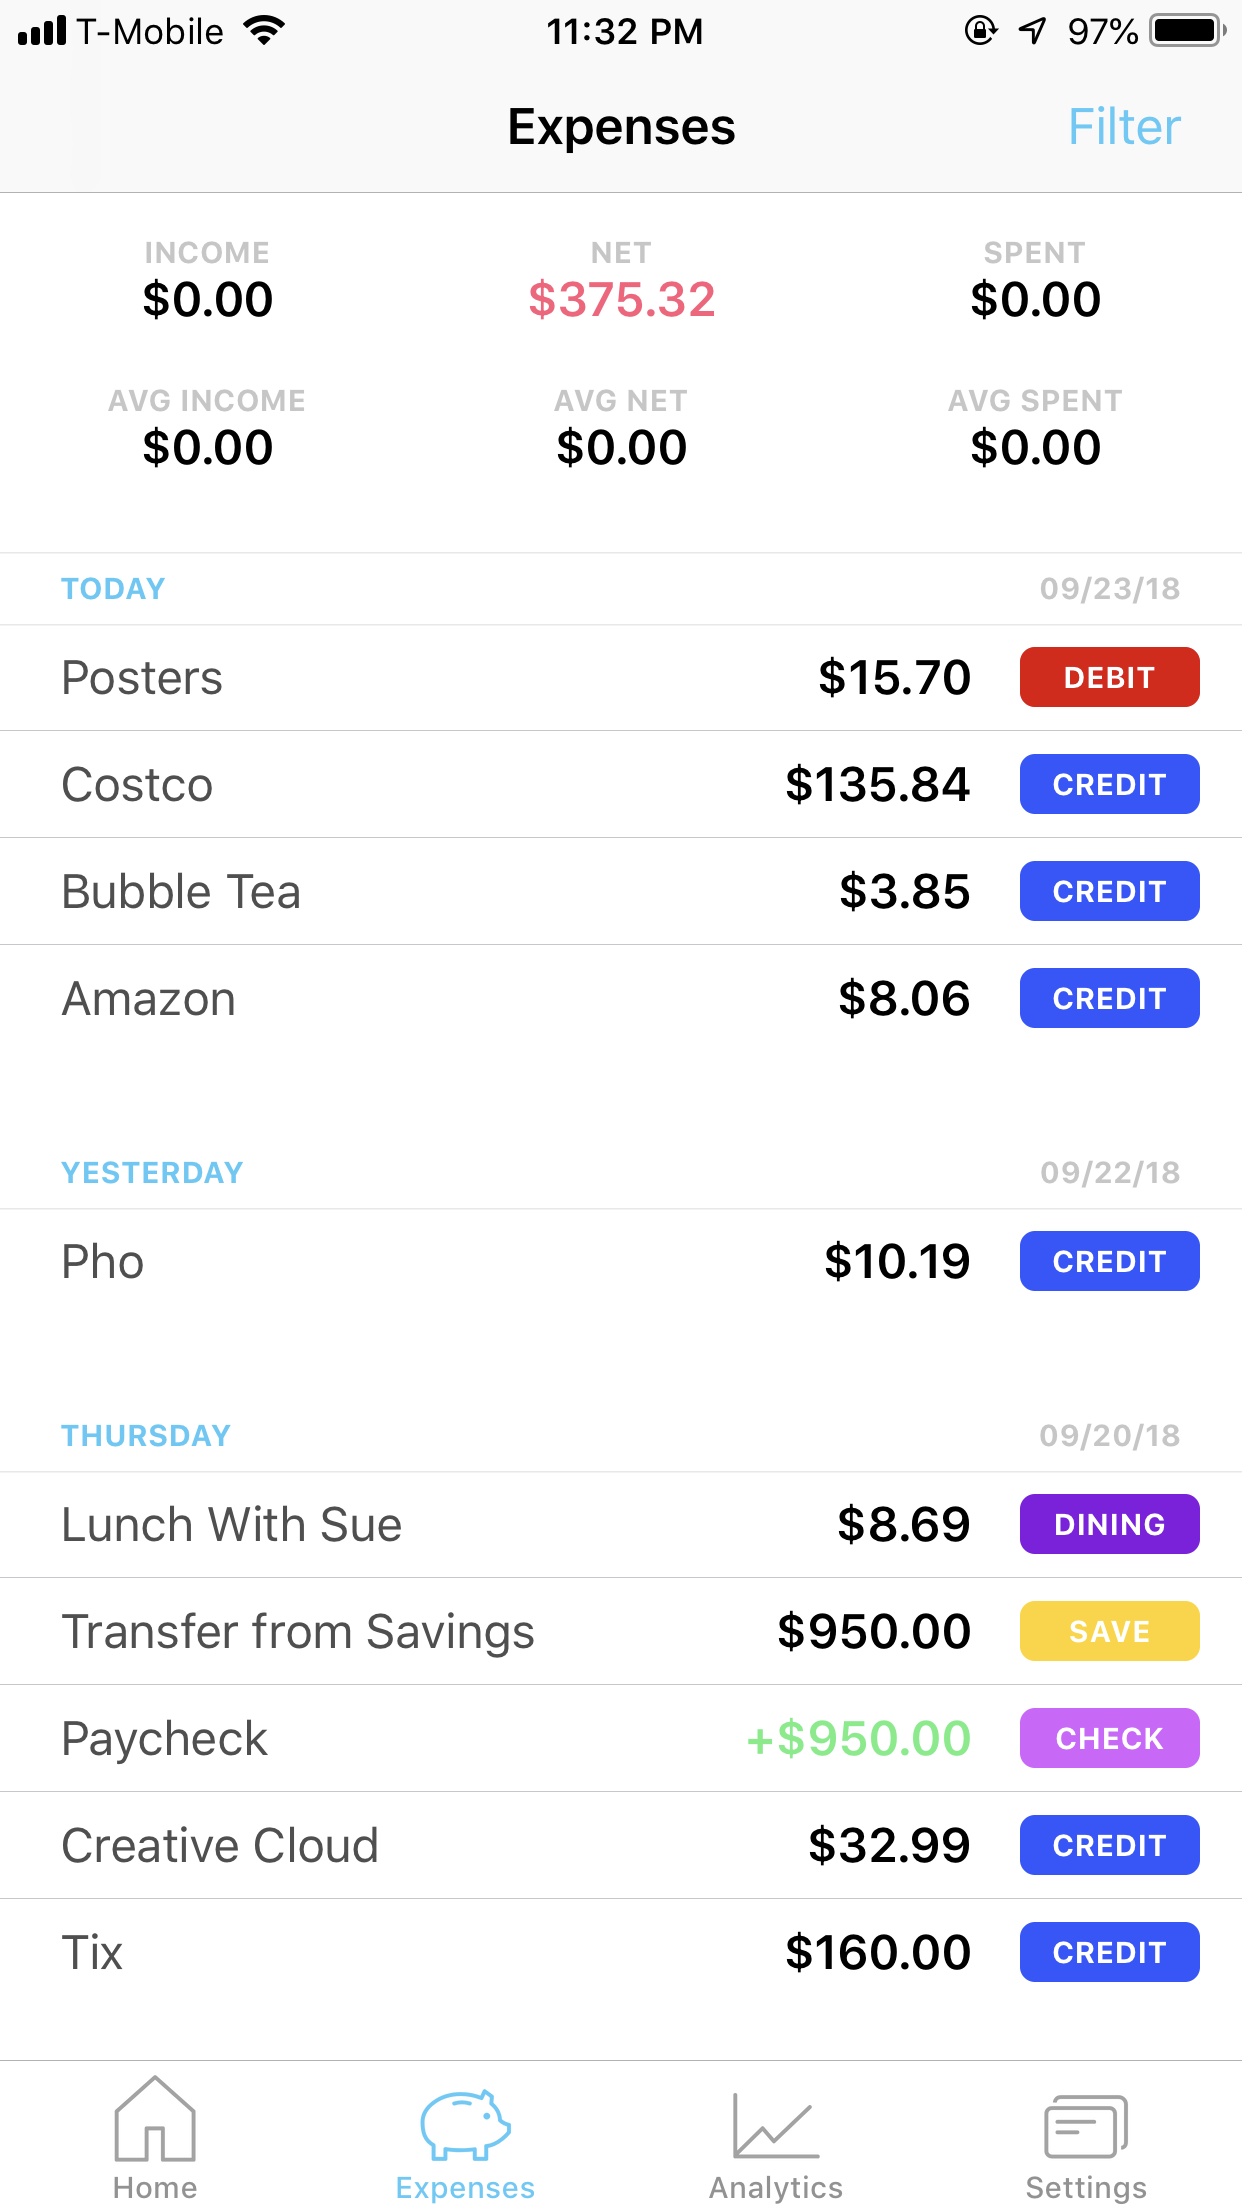 T-Mobile 11:32 PM 97%
Expenses Filter
INCOME NET SPENT
$0.00 $375.32 $0.00
AVG INCOME AVG NET AVG SPENT
$0.00 $0.00 $0.00
TODAY 09/23/18
Posters $15.70 DEBIT
Costco $135.84 CREDIT
Bubble Tea $3.85 CREDIT
Amazon $8.06 CREDIT
YESTERDAY 09/22/18
Pho $10.19 CREDIT
THURSDAY 09/20/18
Lunch With Sue $8.69 DINING
Transfer from Savings $950.00 SAVE
Paycheck +$950.00 CHECK
Creative Cloud $32.99 CREDIT
Tix $160.00 CREDIT
Home Expenses Analytics Settings